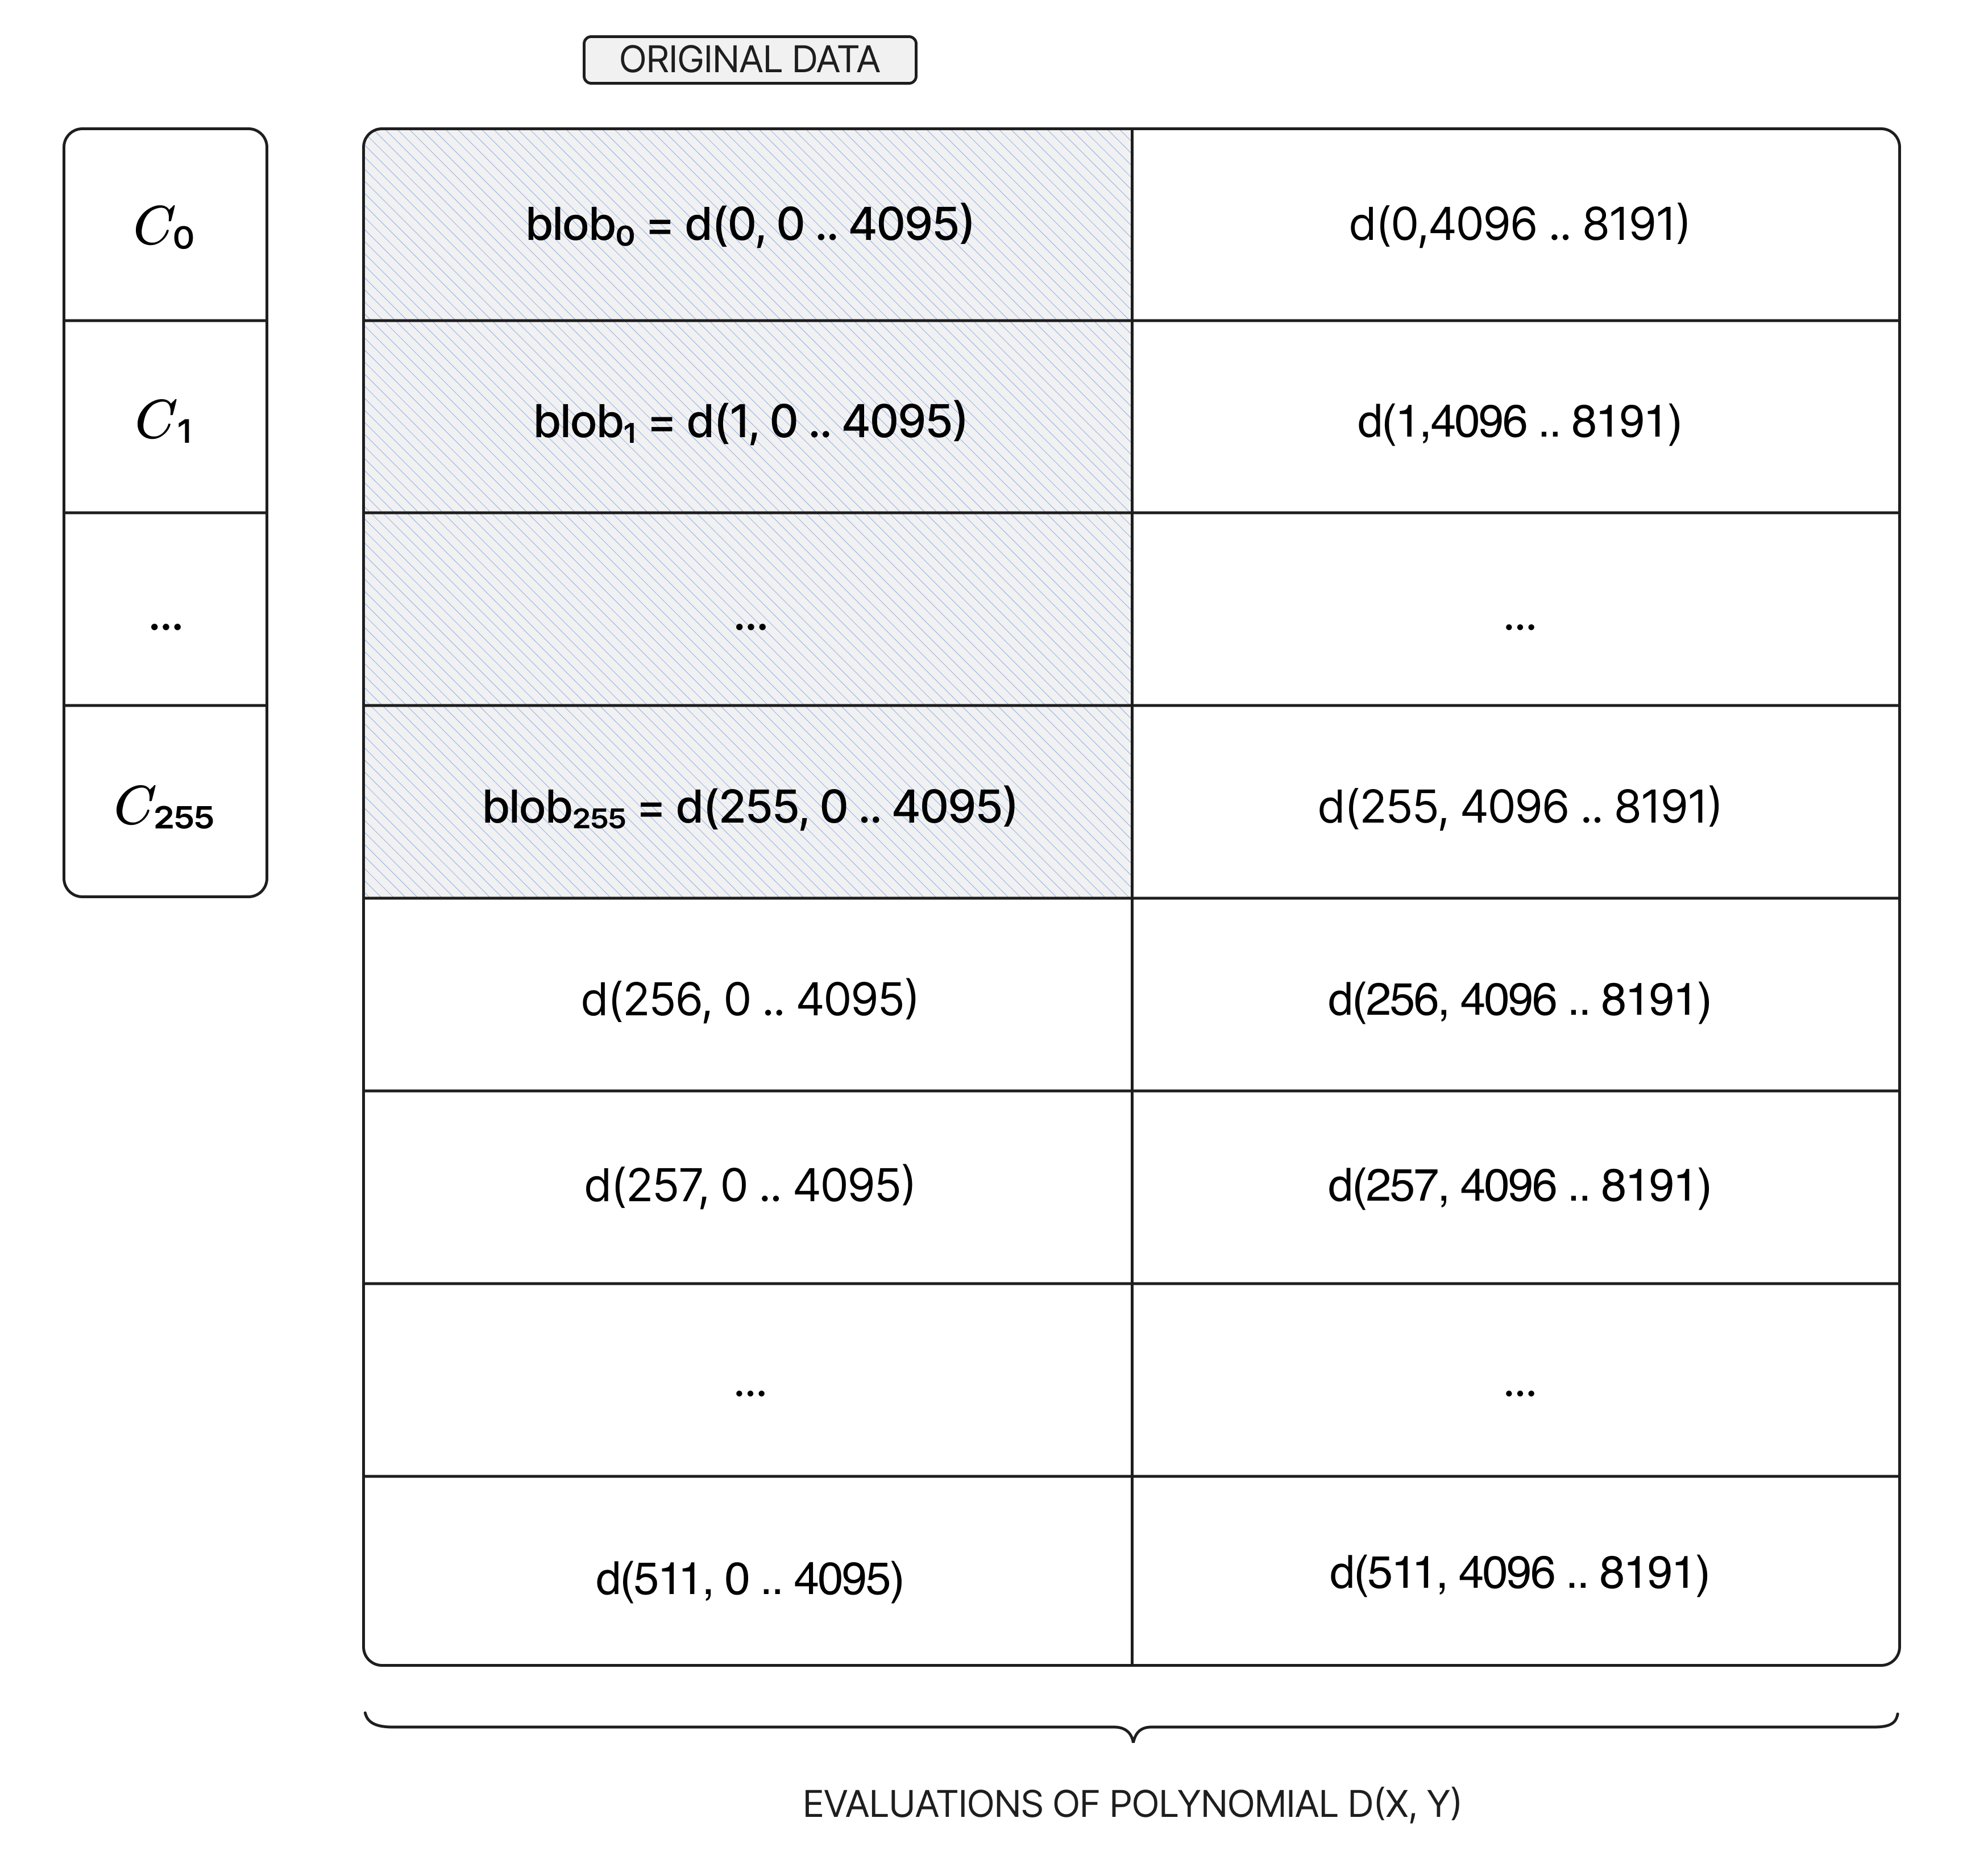 ORIGINAL DATA
C₀
blob₀ = d(0, 0 .. 4095)
d(0,4096 .. 8191)
C₁
blob₁ = d(1, 0 .. 4095)
d(1,4096 .. 8191)
...
...
...
C₂₅₅
blob₂₅₅ = d(255, 0 .. 4095)
d(255, 4096 .. 8191)
d(256, 0 .. 4095)
d(256, 4096 .. 8191)
d(257, 0 .. 4095)
d(257, 4096 .. 8191)
...
...
d(511, 0 .. 4095)
d(511, 4096 .. 8191)
EVALUATIONS OF POLYNOMIAL D(X, Y)